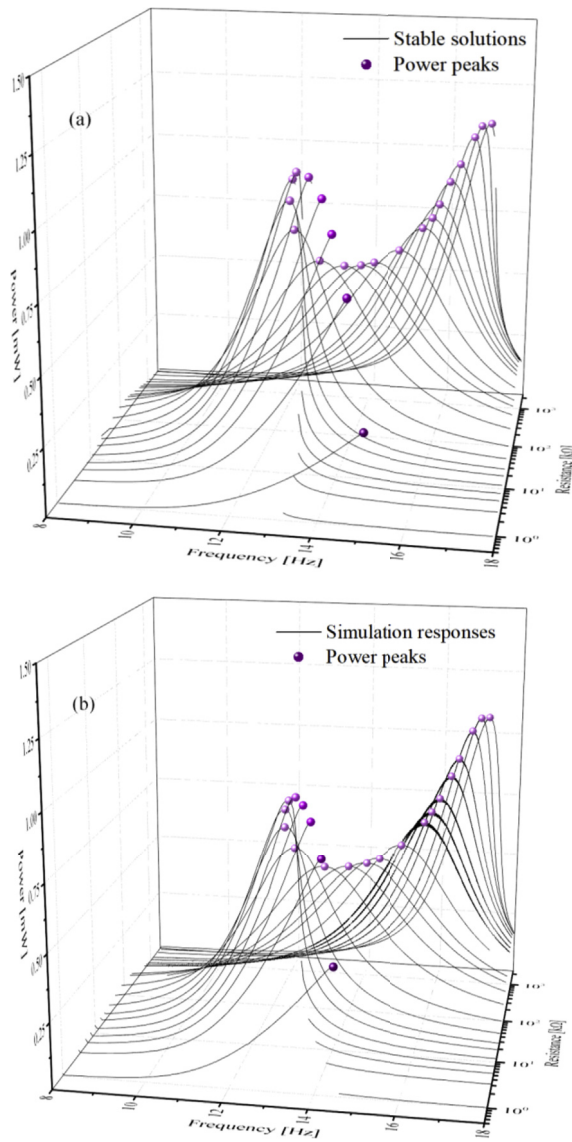 Stable solutions
Power peaks
(a)
1.50
1.25
1.00
0.75
0.50
0.25
Power [mW]
8
10
12
14
16
18
Frequency [Hz]
10⁰
10¹
10²
10³
Resistance [kΩ]
Simulation responses
Power peaks
(b)
1.50
1.25
1.00
0.75
0.50
0.25
Power [mW]
8
10
12
14
16
18
Frequency [Hz]
10⁰
10¹
10²
10³
Resistance [kΩ]